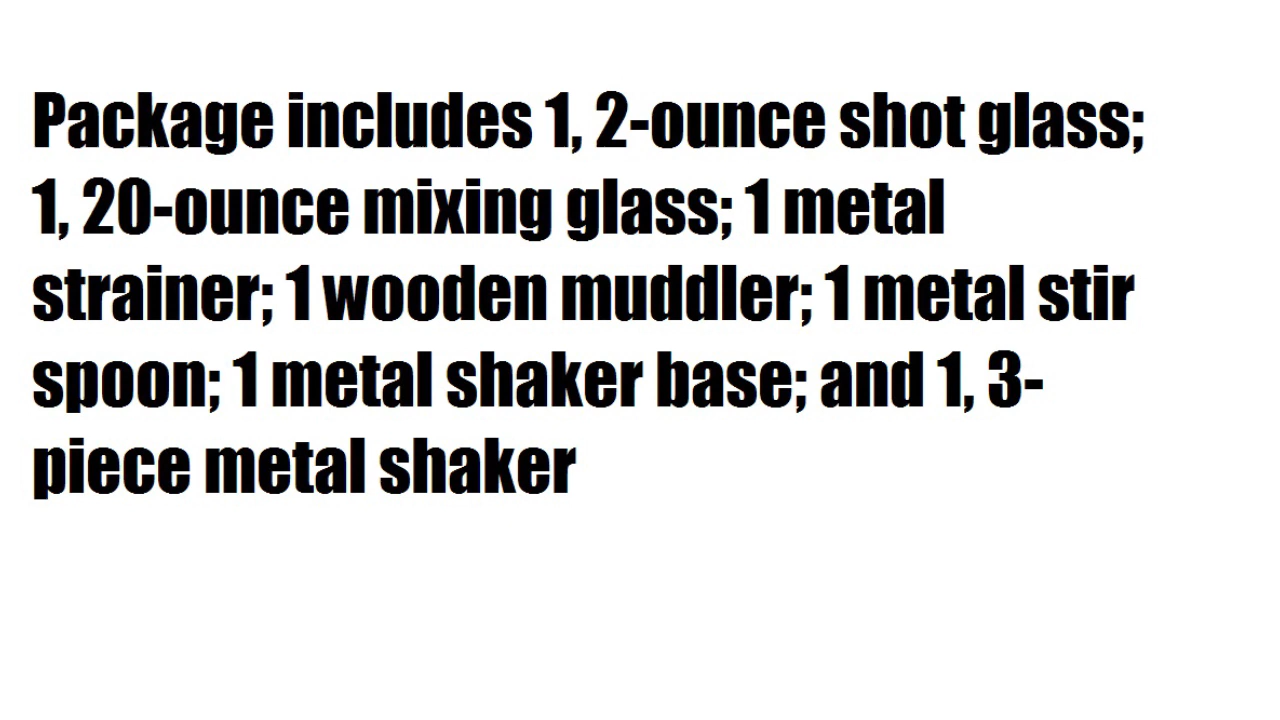 Package includes 1, 2-ounce shot glass;
1, 20-ounce mixing glass; 1 metal
strainer; 1 wooden muddler; 1 metal stir
spoon; 1 metal shaker base; and 1, 3-
piece metal shaker